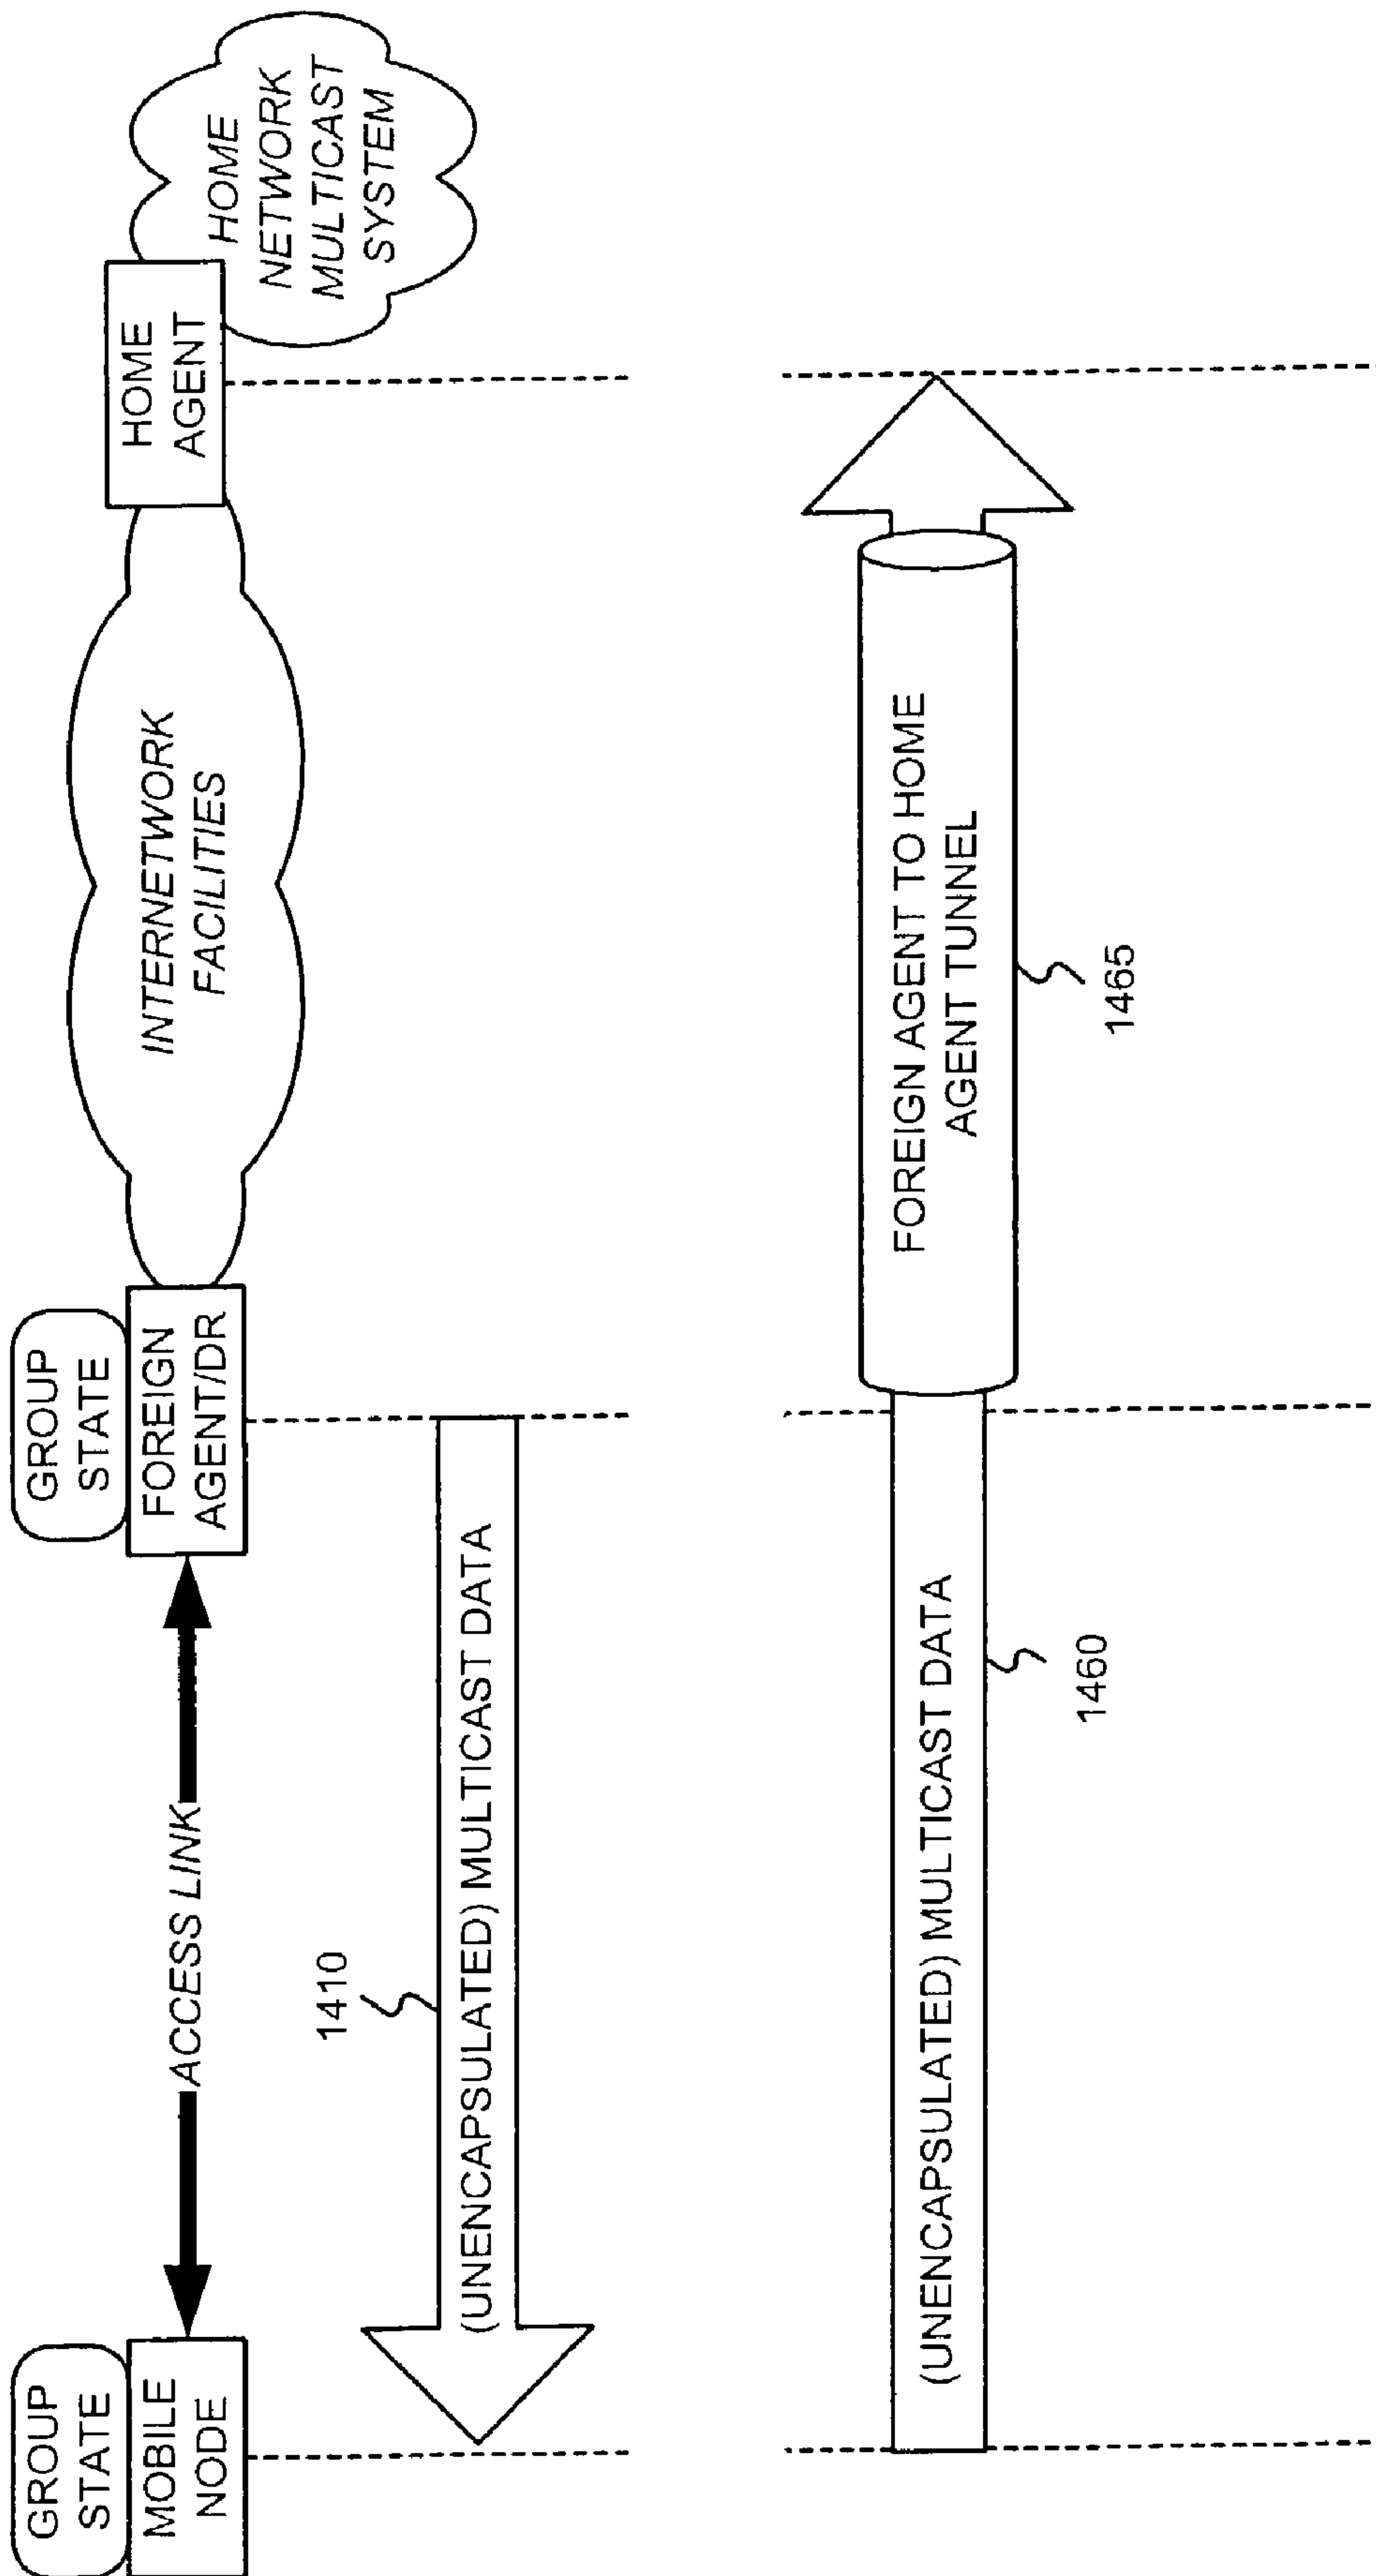 GROUP
STATE
MOBILE
NODE
ACCESS LINK
GROUP
STATE
FOREIGN
AGENT/DR
INTERNETWORK
FACILITIES
HOME
AGENT
HOME
NETWORK
MULTICAST
SYSTEM
1410
(UNENCAPSULATED) MULTICAST DATA
(UNENCAPSULATED) MULTICAST DATA
1460
FOREIGN AGENT TO HOME
AGENT TUNNEL
1465